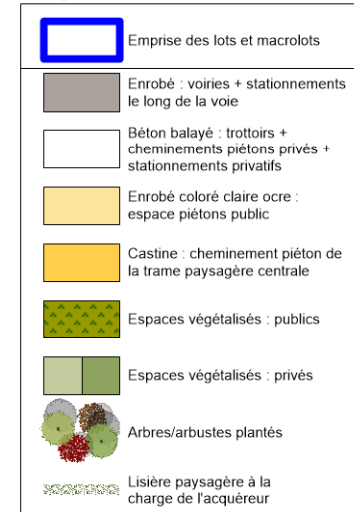 Emprise des lots et macrolots
Enrobé : voiries + stationnements
le long de la voie
Béton balayé : trottoirs +
cheminements piétons privés +
stationnements privatifs
Enrobé coloré claire ocre :
espace piétons public
Castine : cheminement piéton de
la trame paysagère centrale
Espaces végétalisés : publics
Espaces végétalisés : privés
Arbres/arbustes plantés
Lisière paysagère à la
charge de l'acquéreur